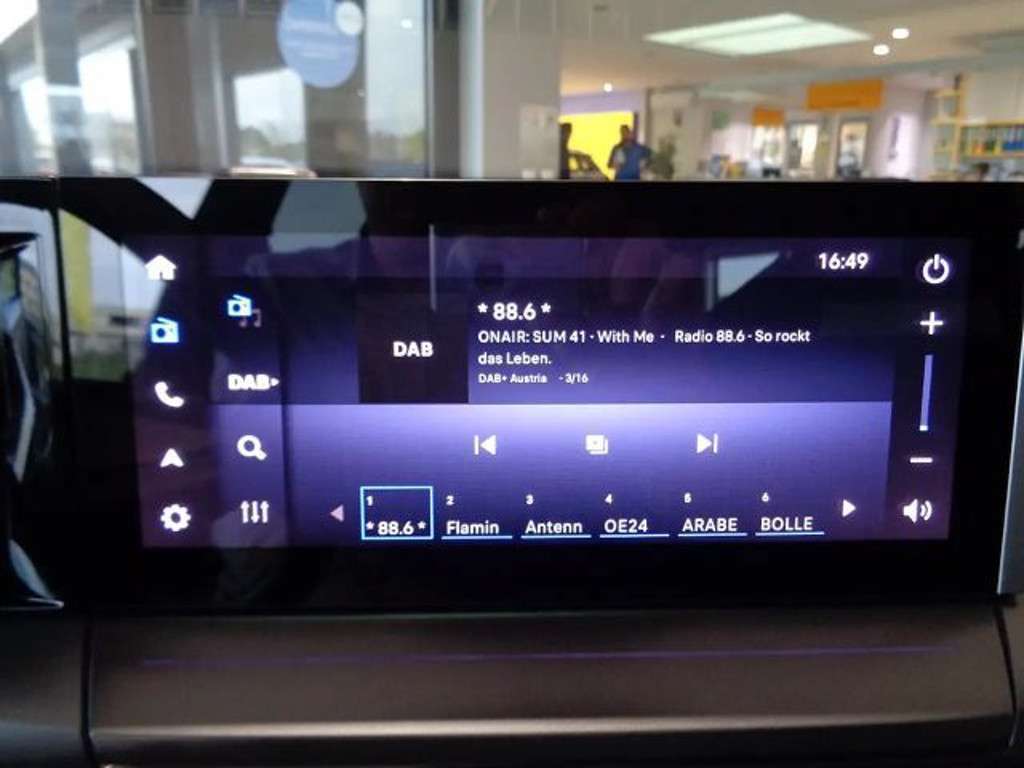 16:49
* 88.6 *
ONAIR: SUM 41 - With Me · Radio 88.6 - So rockt
das Leben.
DAB+ Austria - 3/16
DAB
DAB+
1 2 3 4 5 6
* 88.6 * Flamin Antenn OE24 ARABE BOLLE